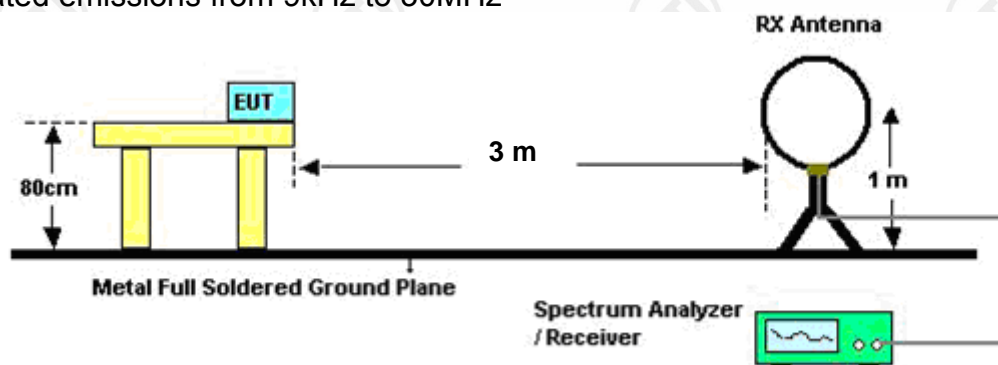 RX Antenna
EUT
3 m
80cm
1 m
Metal Full Soldered Ground Plane
Spectrum Analyzer
/ Receiver